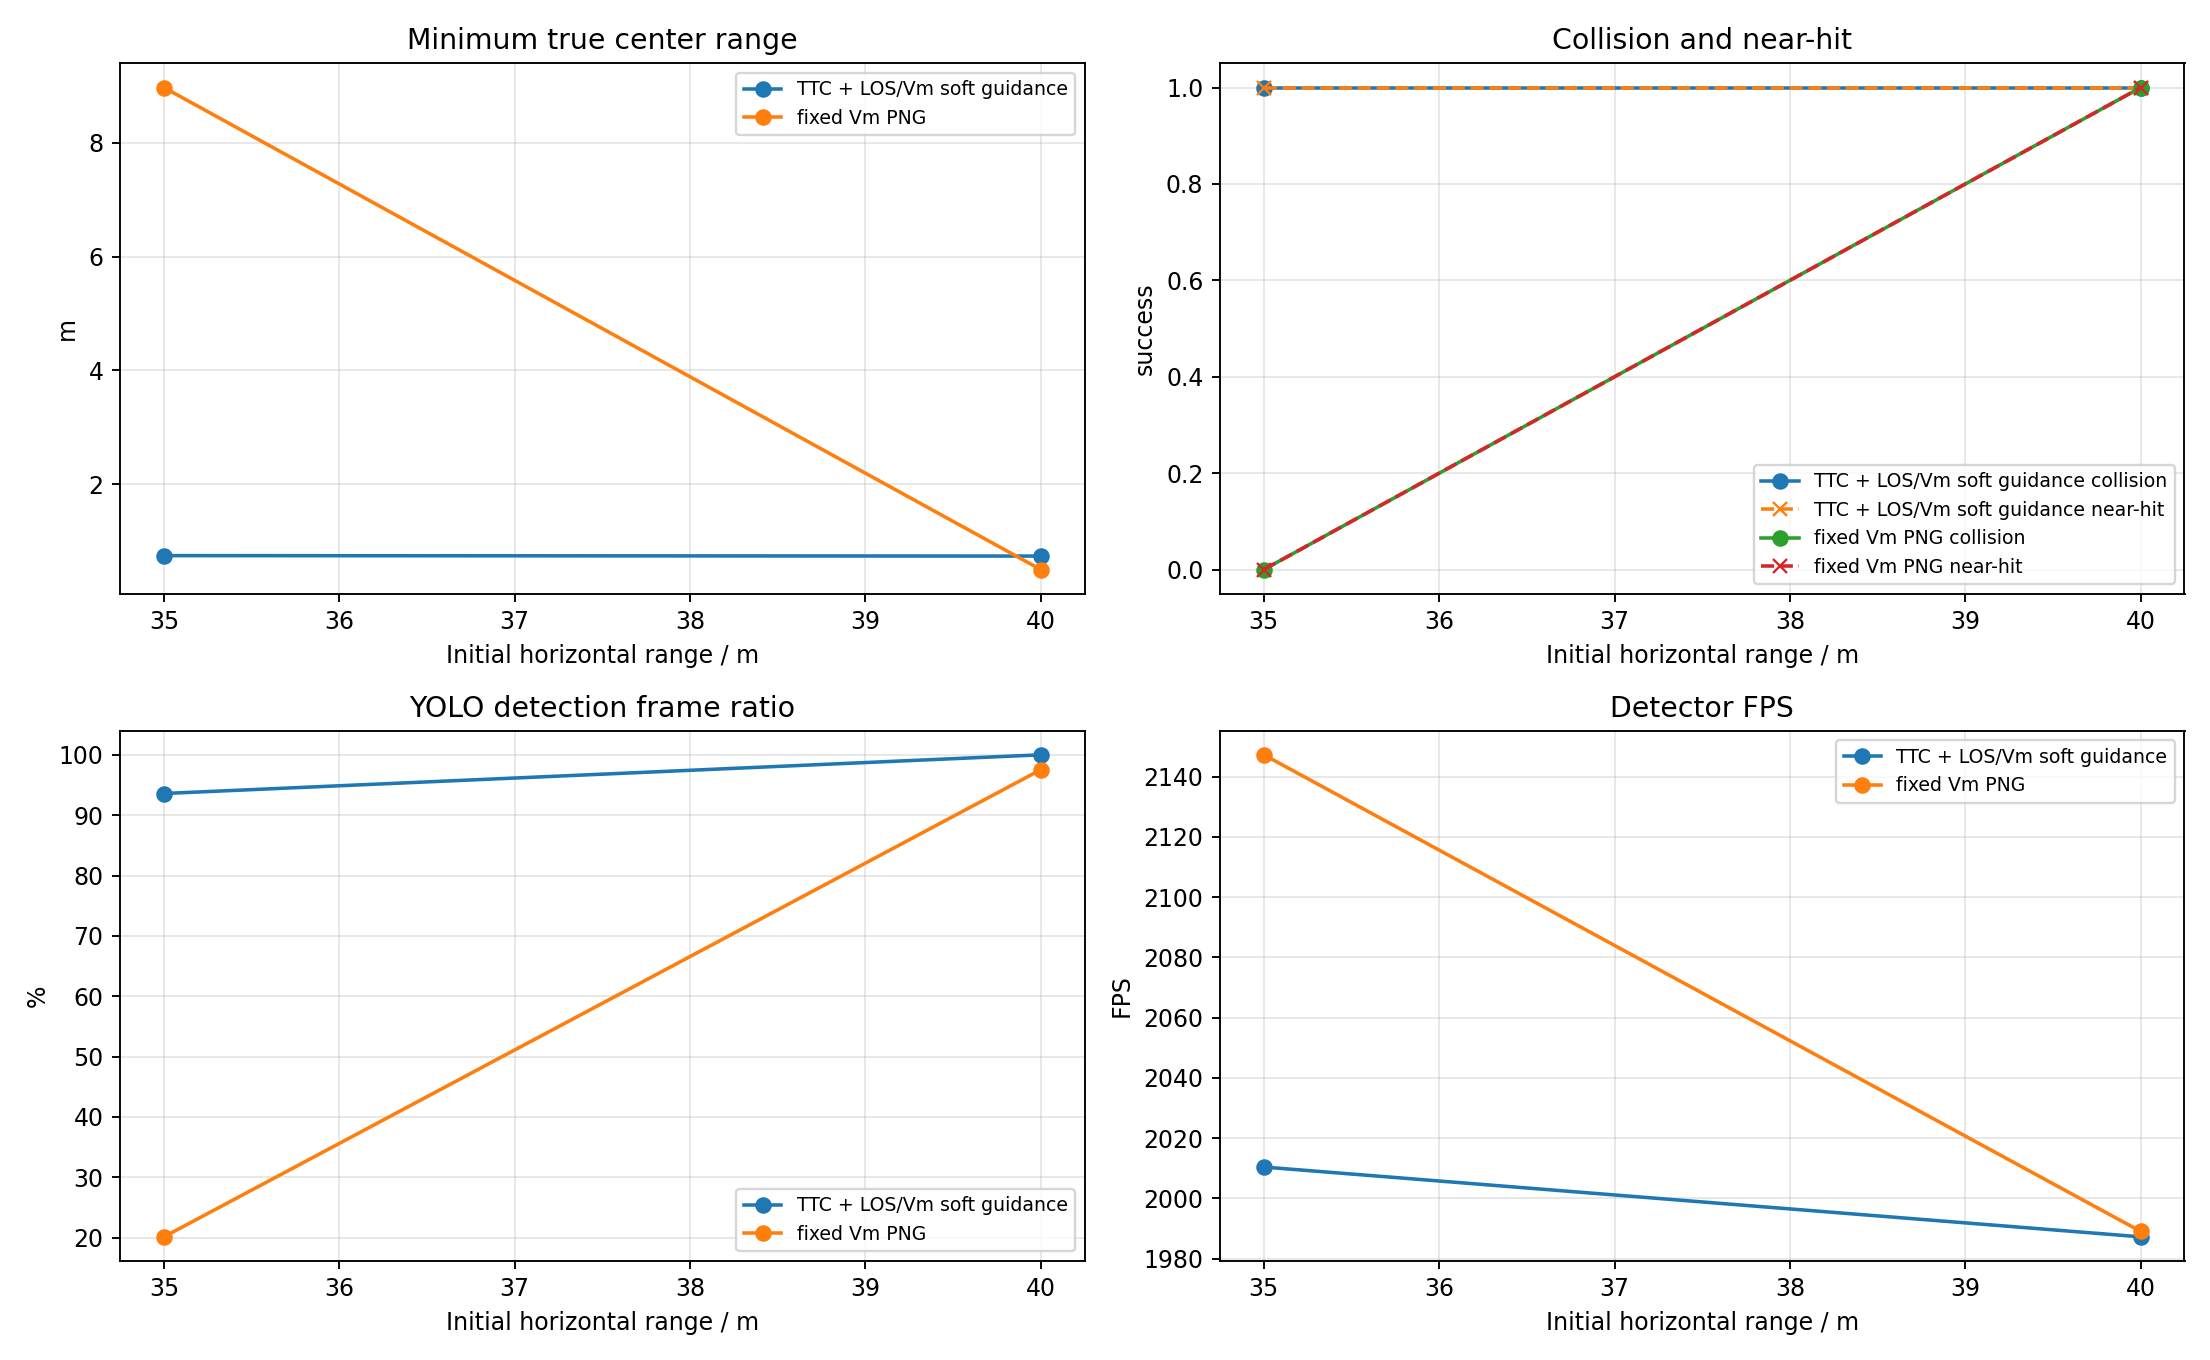 Minimum true center range
TTC + LOS/Vm soft guidance
fixed Vm PNG
8
6
4
2
m
35 36 37 38 39 40
Initial horizontal range / m
Collision and near-hit
1.0
0.8
0.6
0.4
0.2
0.0
success
TTC + LOS/Vm soft guidance collision
TTC + LOS/Vm soft guidance near-hit
fixed Vm PNG collision
fixed Vm PNG near-hit
35 36 37 38 39 40
Initial horizontal range / m
YOLO detection frame ratio
100
90
80
70
60
50
40
30
20
%
TTC + LOS/Vm soft guidance
fixed Vm PNG
35 36 37 38 39 40
Initial horizontal range / m
Detector FPS
TTC + LOS/Vm soft guidance
fixed Vm PNG
2140
2120
2100
2080
2060
2040
2020
2000
1980
FPS
35 36 37 38 39 40
Initial horizontal range / m